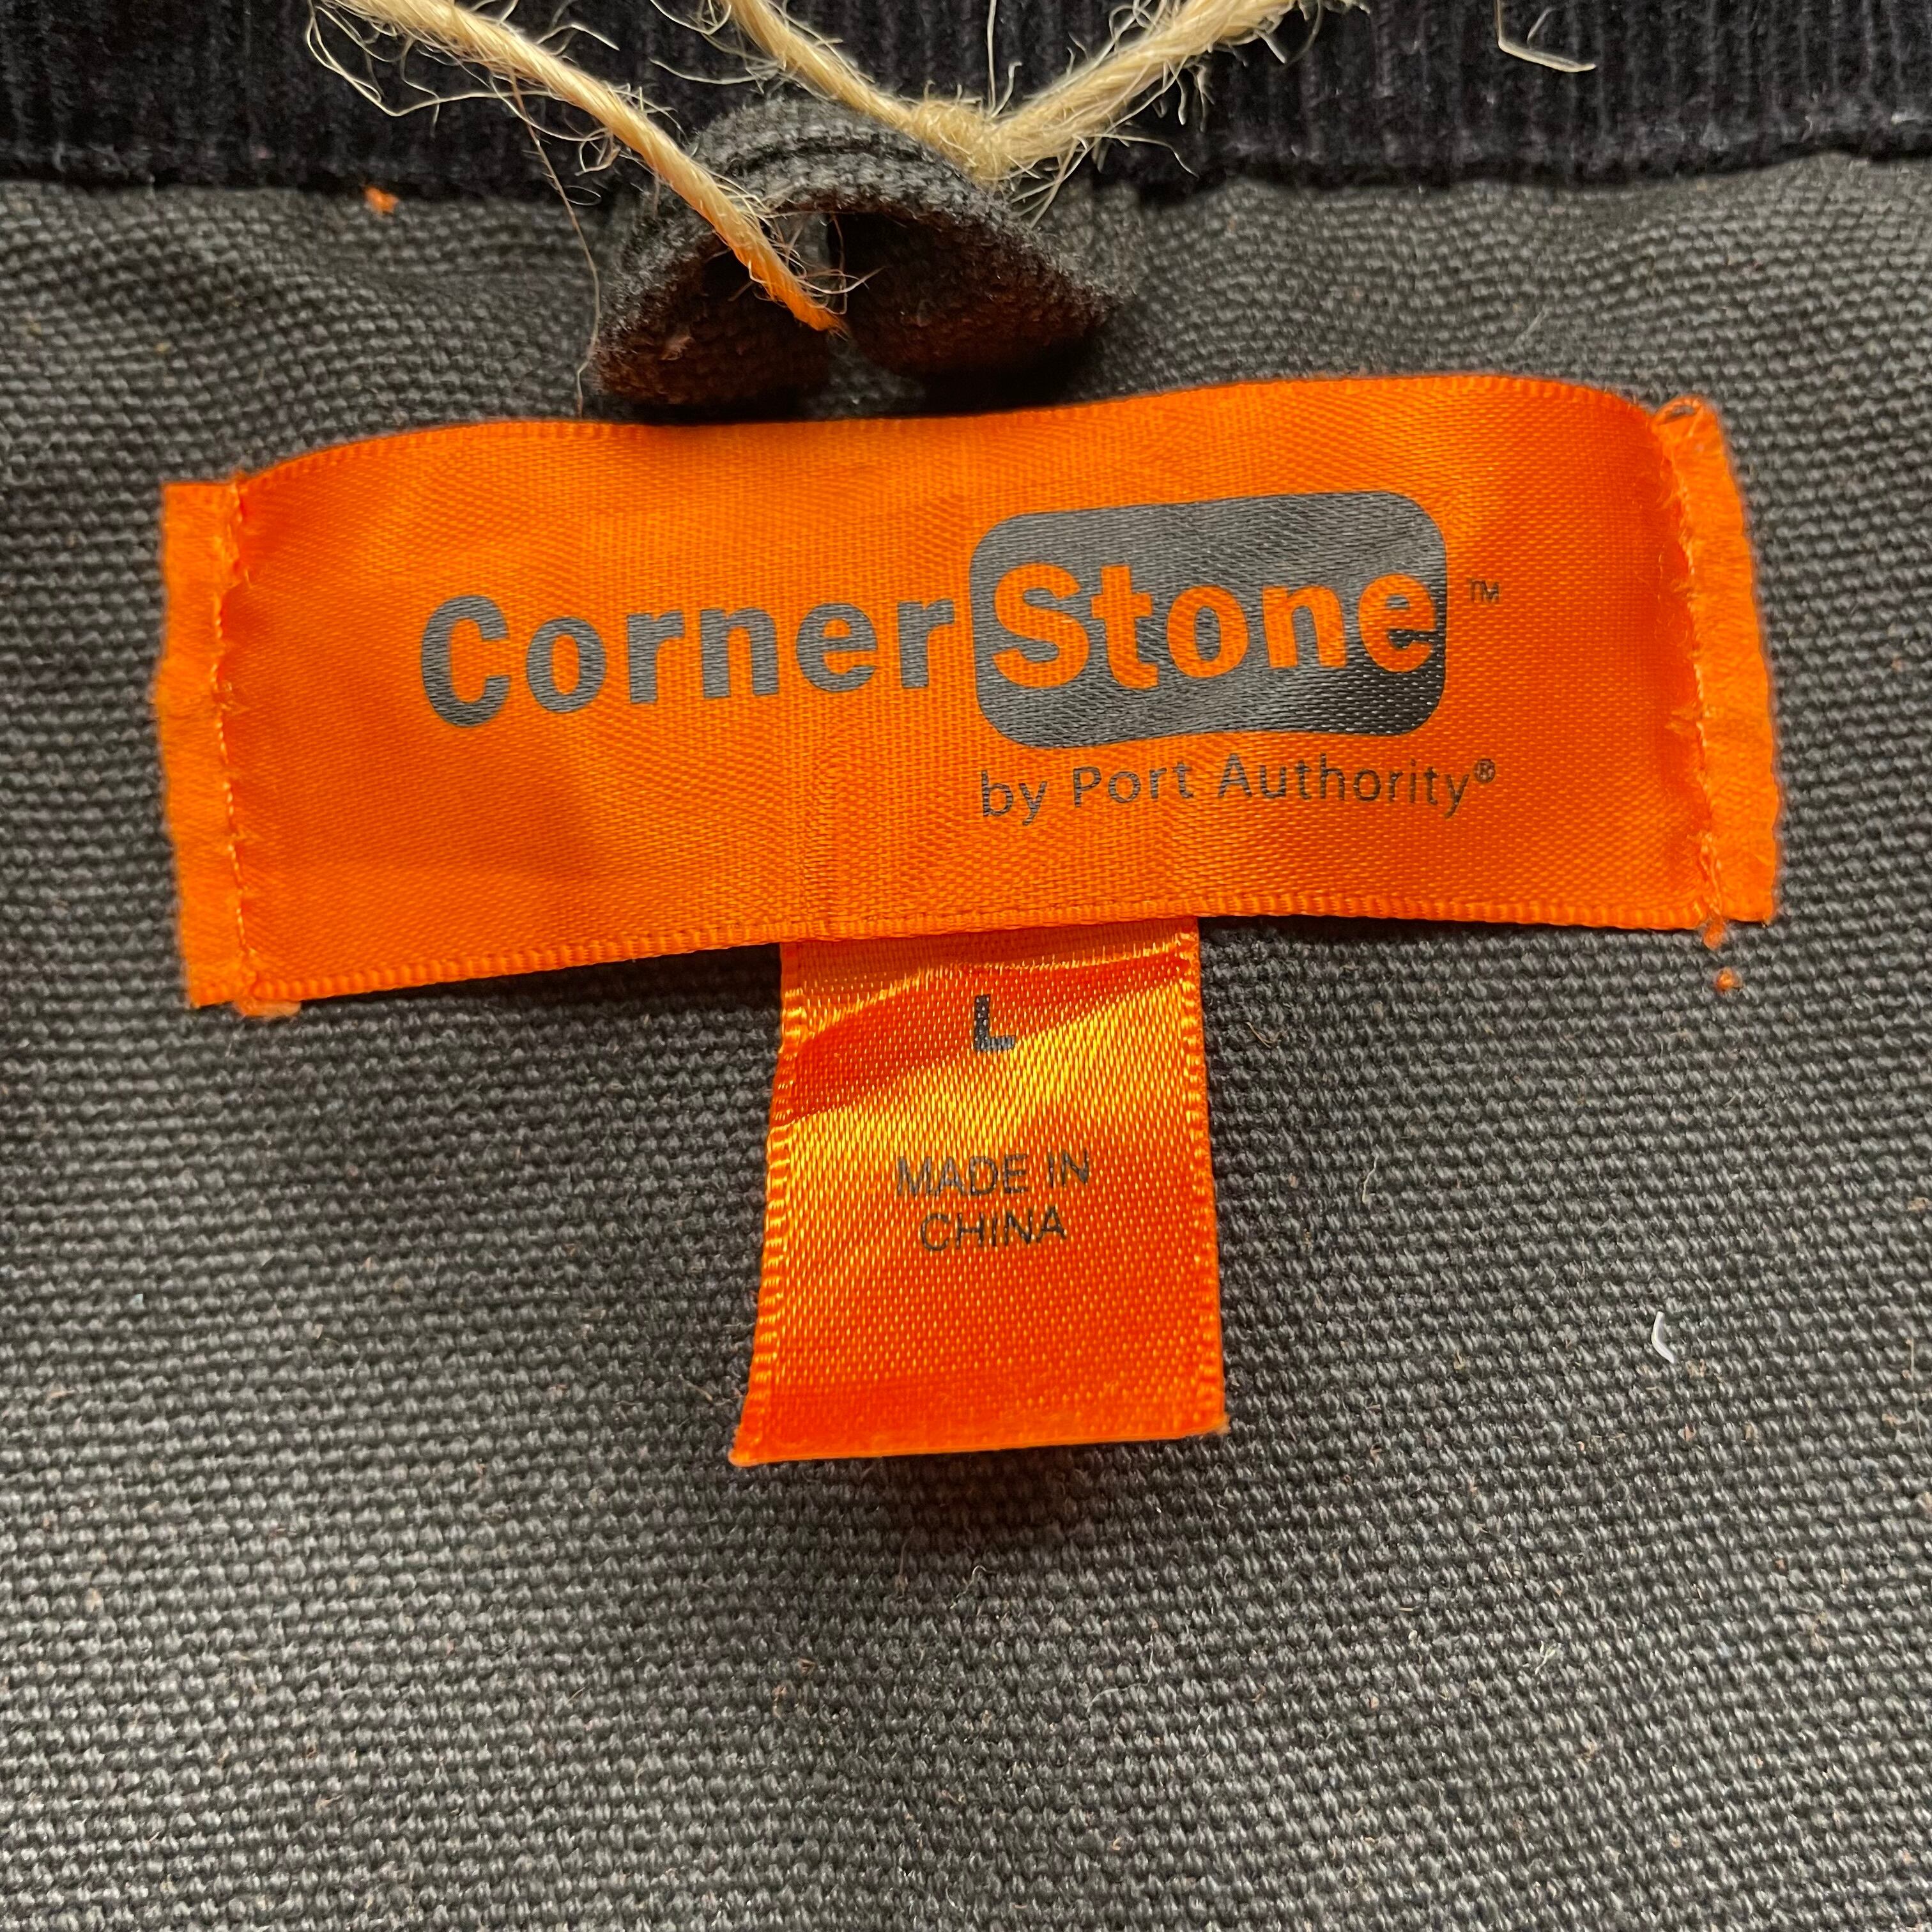 CornerStone™
by Port Authority®
L
MADE IN
CHINA